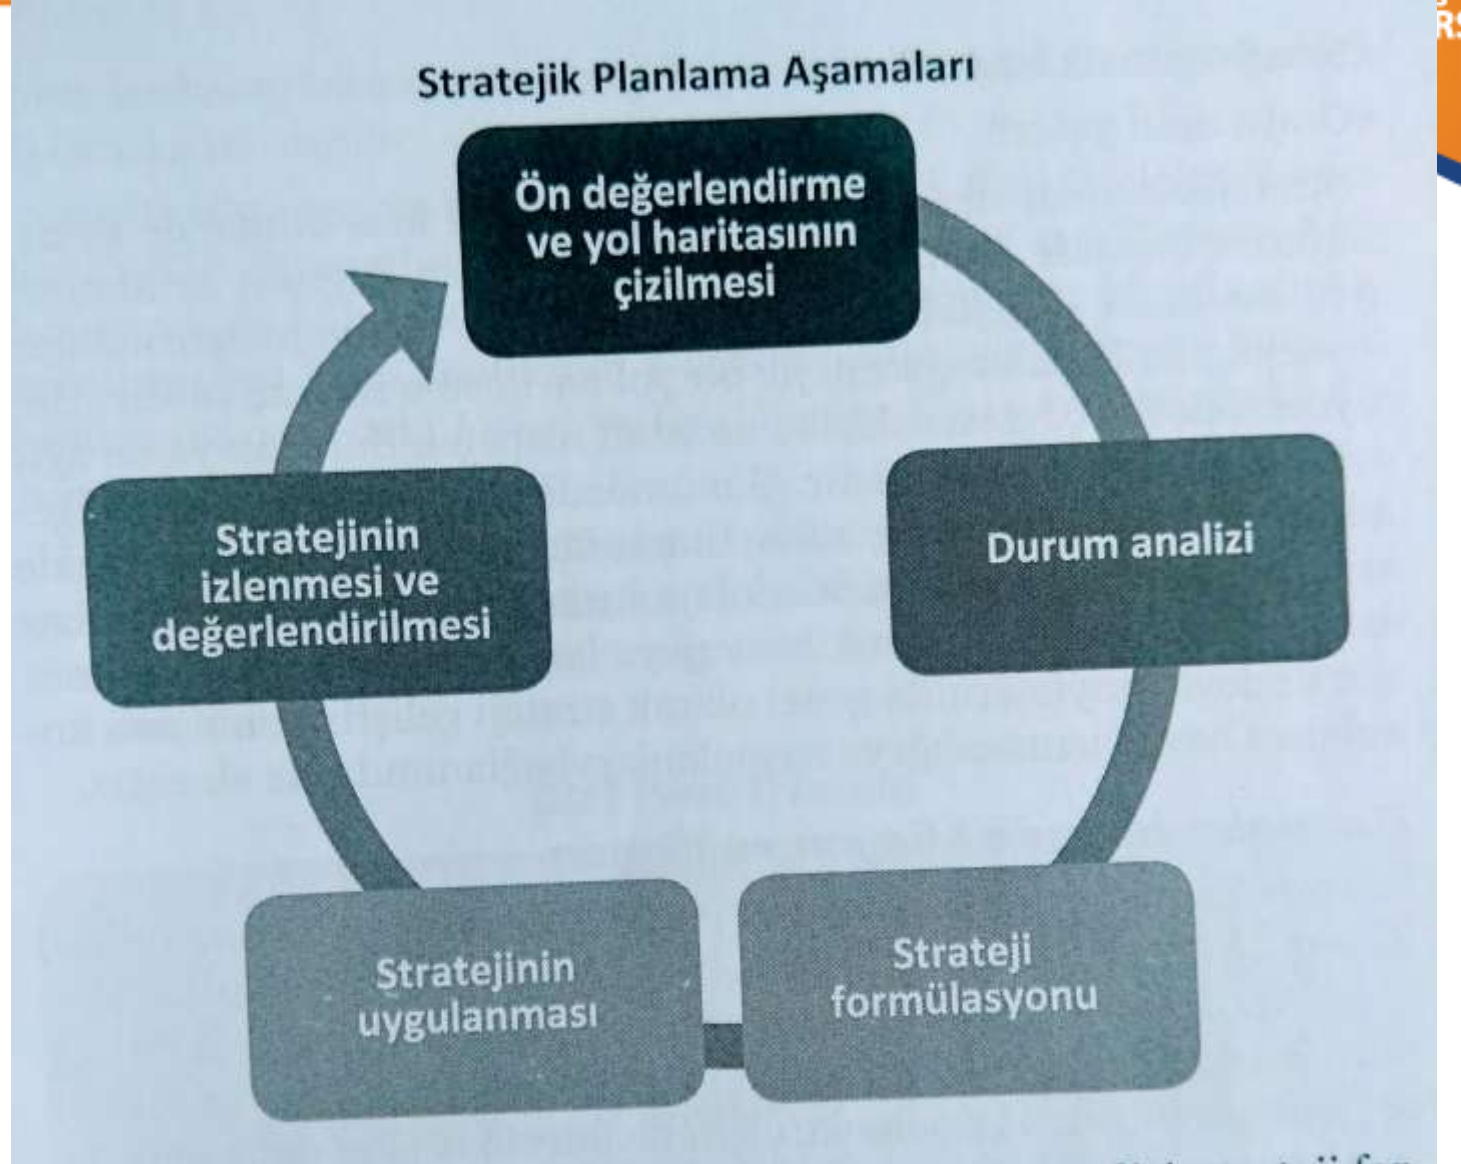 Stratejik Planlama Aşamaları
Ön değerlendirme
ve yol haritasının
çizilmesi
Durum analizi
Strateji
formülasyonu
Stratejinin
uygulanması
Stratejinin
izlenmesi ve
değerlendirilmesi